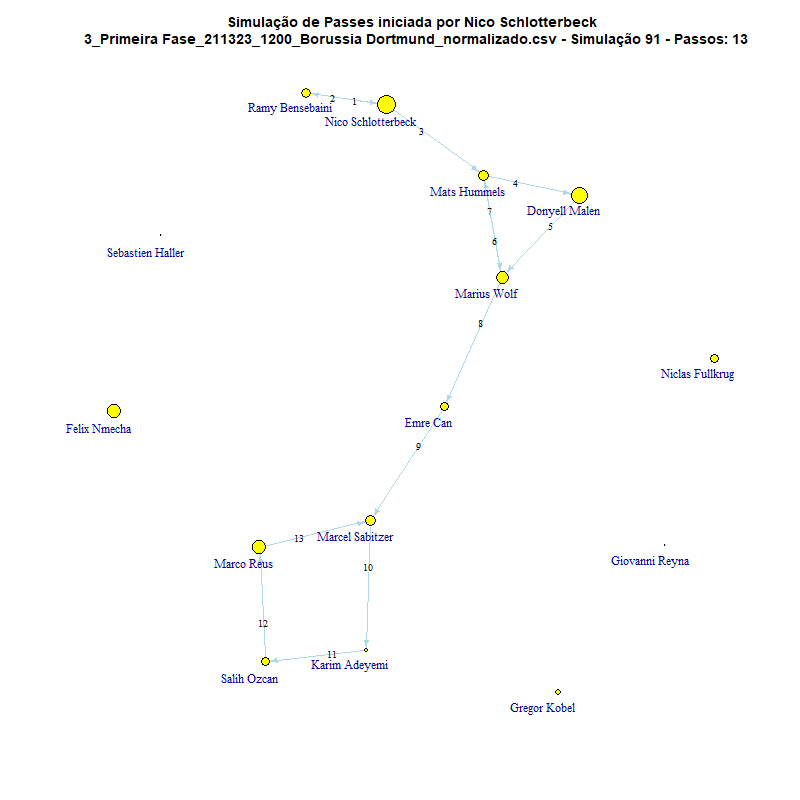 Simulação de Passes iniciada por Nico Schlotterbeck
3_Primeira Fase_211323_1200_Borussia Dortmund_normalizado.csv - Simulação 91 - Passos: 13
2
1
Ramy Bensebaini
Nico Schlotterbeck
3
4
Mats Hummels
Donyell Malen
7
5
6
Sebastien Haller
Marius Wolf
8
Niclas Fullkrug
Emre Can
Felix Nmecha
9
Marcel Sabitzer
13
Marco Reus
Giovanni Reyna
10
12
11
Karim Adeyemi
Salih Ozcan
Gregor Kobel